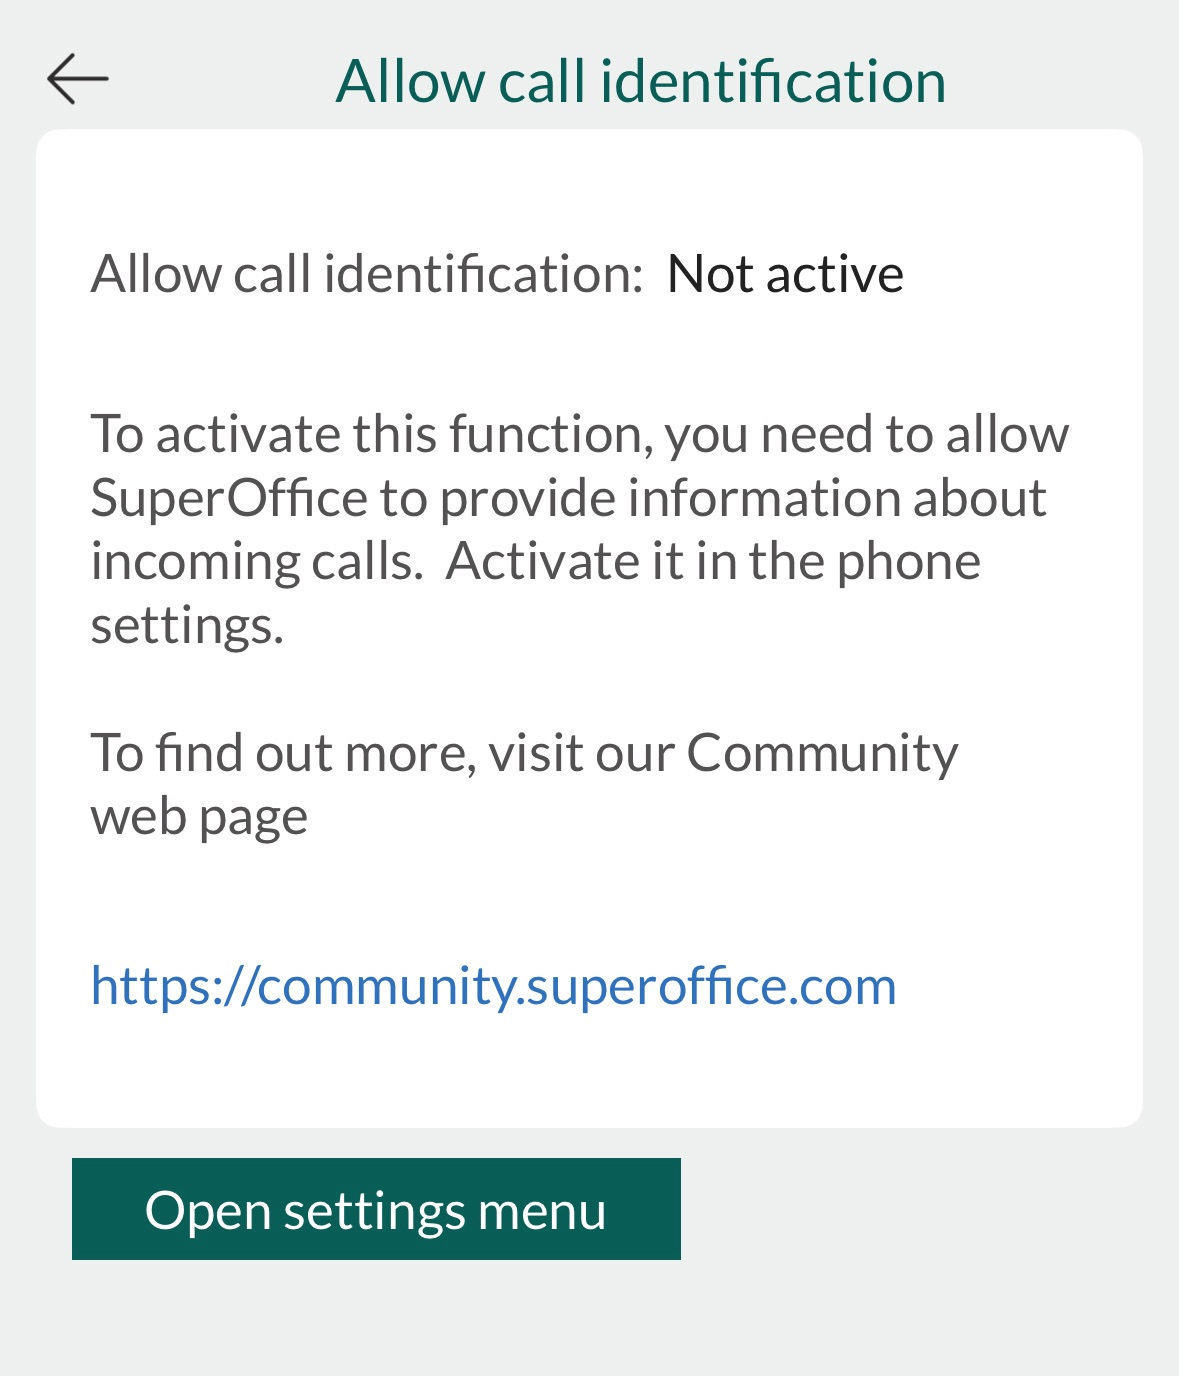 Allow call identification
Allow call identification:  Not active
To activate this function, you need to allow
SuperOffice to provide information about
incoming calls.  Activate it in the phone
settings.
To find out more, visit our Community
web page
https://community.superoffice.com
Open settings menu